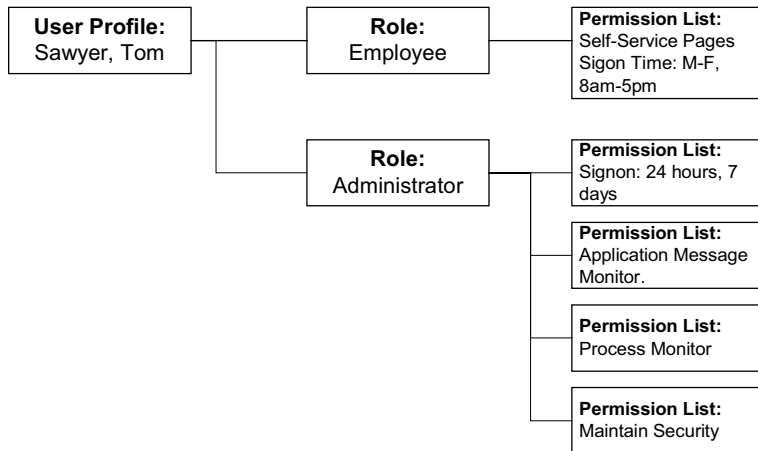 User Profile:
Sawyer, Tom
Role:
Employee
Permission List:
Self-Service Pages
Sigon Time: M-F,
8am-5pm
Role:
Administrator
Permission List:
Signon: 24 hours, 7
days
Permission List:
Application Message
Monitor.
Permission List:
Process Monitor
Permission List:
Maintain Security